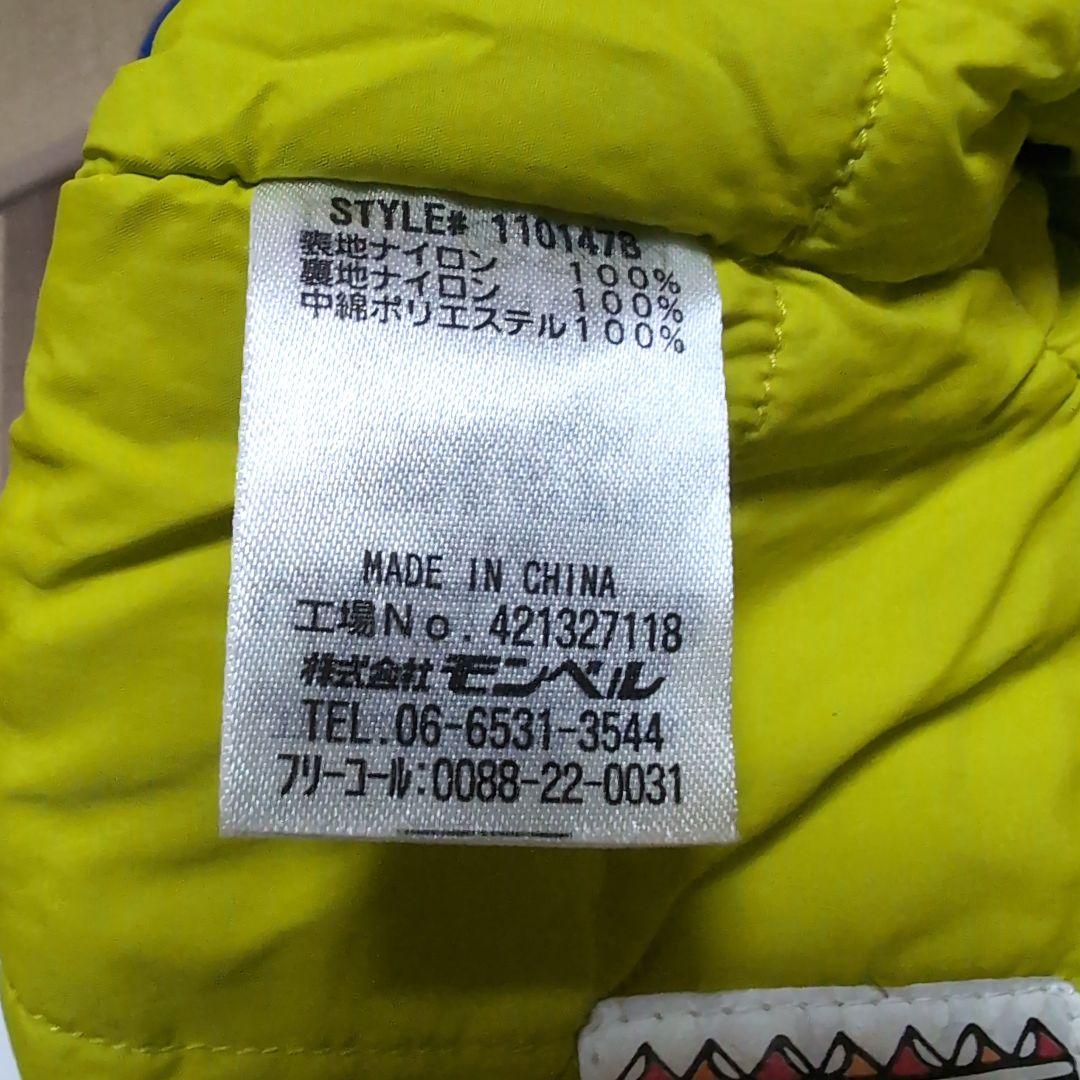 STYLE# 1101478
表地ナイロン 100%
裏地ナイロン 100%
中綿ポリエステル100%
MADE IN CHINA
工場No. 421327118
株式会社 モンベル
TEL.06-6531-3544
フリーコール:0088-22-0031